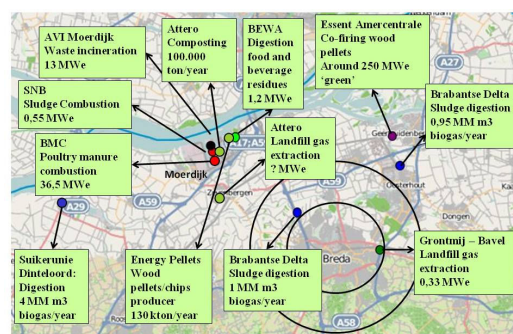 AVI Moerdijk
Waste incineration
13 MWe
Attero
Composting
100.000
ton/year
BEWA
Digestion
food and
beverage
residues
1,2 MWe
Essent Amercentrale
Co-firing wood
pellets
Around 250 MWe
‘green’
A27
SNB
Sludge Combustion
0,55 MWe
Brabantse Delta
Sludge digestion
0,95 MM m3
biogas/year
BMC
Poultry manure
combustion
36,5 MWe
Attero
Landfill gas
extraction
? MWe
Moerdijk
A59
A29
Oosterhout
Dongen
Suikerunie
Dinteloord:
Digestion
4 MM m3
biogas/year
Energy Pellets
Wood
pellets/chips
producer
130 kton/year
Brabantse Delta
Sludge digestion
1 MM m3
biogas/year
Breda
Grontmij – Bavel
Landfill gas
extraction
0,33 MWe
A58